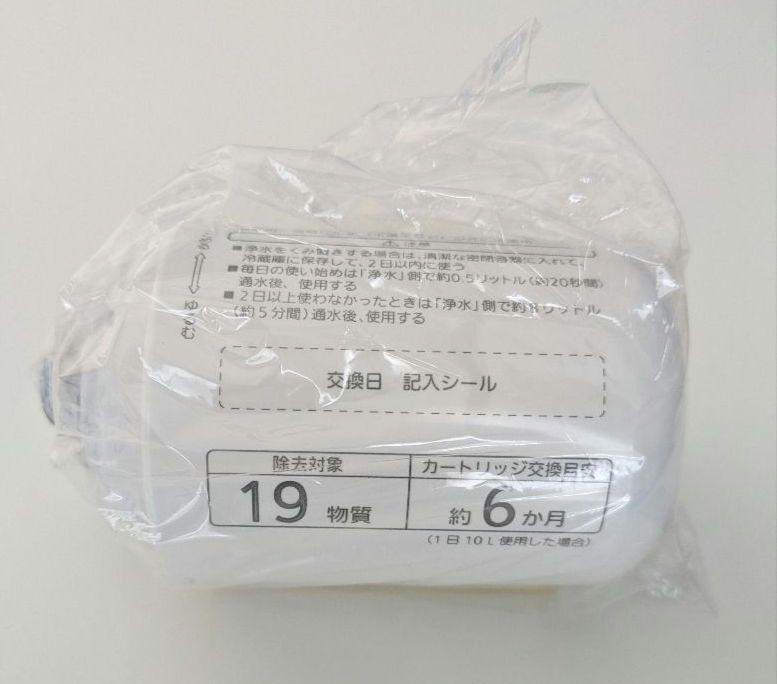 ⚠ 注意
■浄水をくみ置きする場合は、清潔な密閉容器に入れて、
冷蔵庫に保存して、2日以内に使う
■毎日の使い始めは「浄水」側で約0.5リットル(約20秒間)
通水後、使用する
■2日以上使わなかったときは「浄水」側で約8リットル
(約5分間)通水後、使用する
交換日 記入シール
除去対象
19 物質
カートリッジ交換目安
約6か月
(1日10L使用した場合)